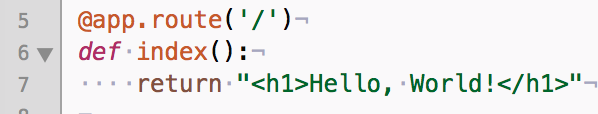 5 @app.route('/')¬
6 ▼ def·index():¬
7 ····return·"<h1>Hello,·World!</h1>"¬
¬